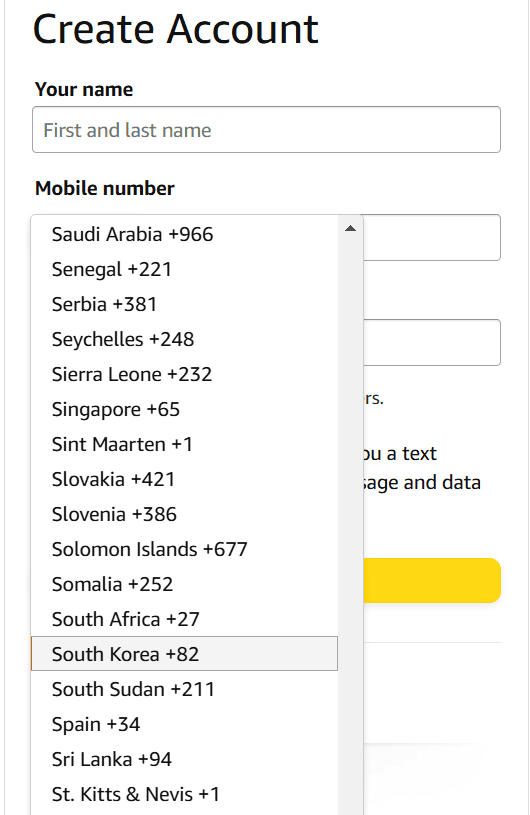 Create Account
Your name
First and last name
Mobile number
Saudi Arabia +966
Senegal +221
Serbia +381
Seychelles +248
Sierra Leone +232
Singapore +65
rs.
Sint Maarten +1
u a text
Slovakia +421
sage and data
Slovenia +386
Solomon Islands +677
Somalia +252
South Africa +27
South Korea +82
South Sudan +211
Spain +34
Sri Lanka +94
St. Kitts & Nevis +1